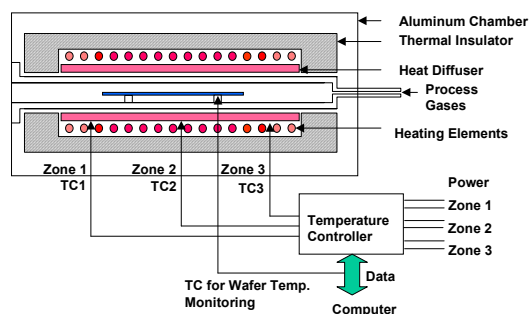 Aluminum Chamber
Thermal Insulator
Heat Diffuser
Process
Gases
Heating Elements
Zone 1
TC1
Zone 2
TC2
Zone 3
TC3
Power
Temperature
Controller
Zone 1
Zone 2
Zone 3
TC for Wafer Temp.
Monitoring
Data
Computer